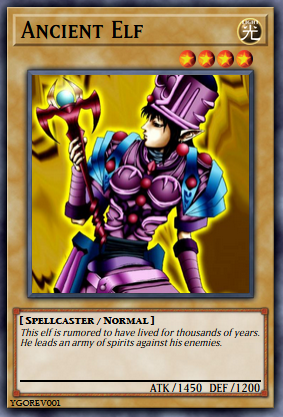 Ancient Elf
光
[ Spellcaster / Normal ]
This elf is rumored to have lived for thousands of years.
He leads an army of spirits against his enemies.
ATK / 1450 DEF / 1200
YGOREV001